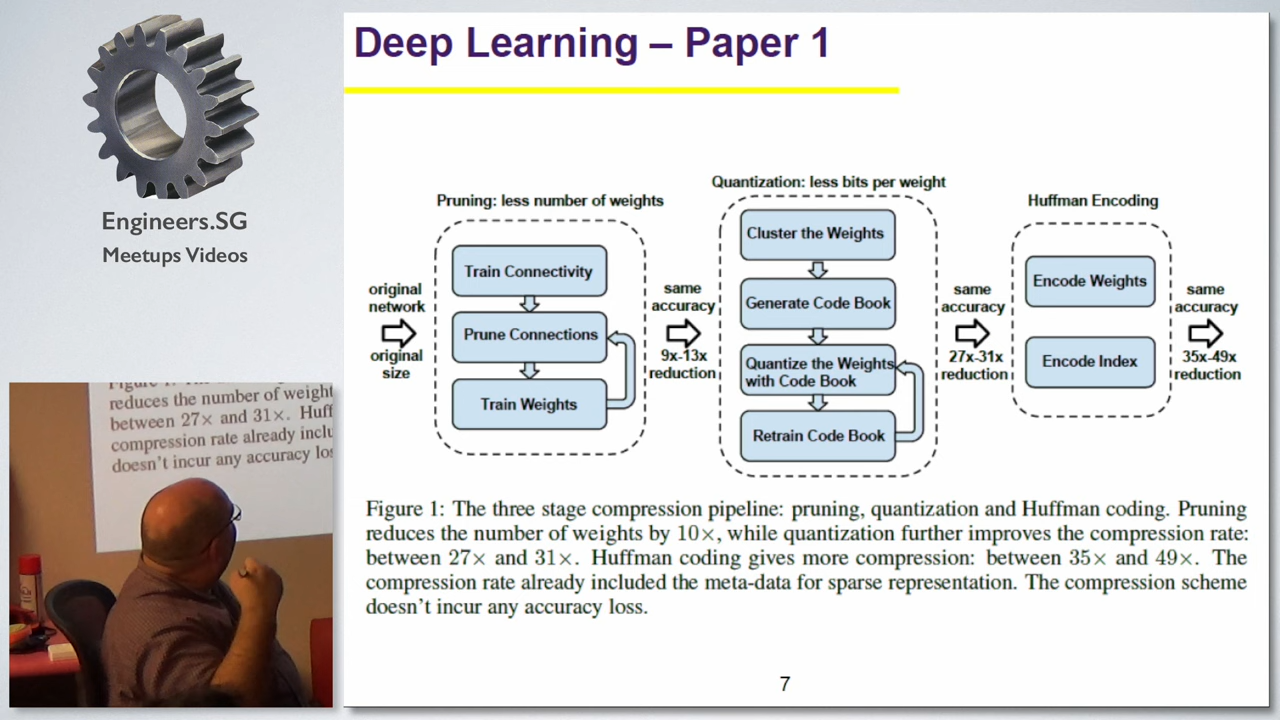 Engineers.SG
Meetups Videos
Deep Learning – Paper 1
original
network
original
size
Pruning: less number of weights
Train Connectivity
Prune Connections
Train Weights
same
accuracy
9x-13x
reduction
Quantization: less bits per weight
Cluster the Weights
Generate Code Book
Quantize the Weights
with Code Book
Retrain Code Book
same
accuracy
27x-31x
reduction
Huffman Encoding
Encode Weights
Encode Index
same
accuracy
35x-49x
reduction
Figure 1: The three stage compression pipeline: pruning, quantization and Huffman coding. Pruning
reduces the number of weights by 10×, while quantization further improves the compression rate:
between 27× and 31×. Huffman coding gives more compression: between 35× and 49×. The
compression rate already included the meta-data for sparse representation. The compression scheme
doesn't incur any accuracy loss.
7
reduces the number of weight
between 27× and 31×. Huff
compression rate already inclu
doesn't incur any accuracy los